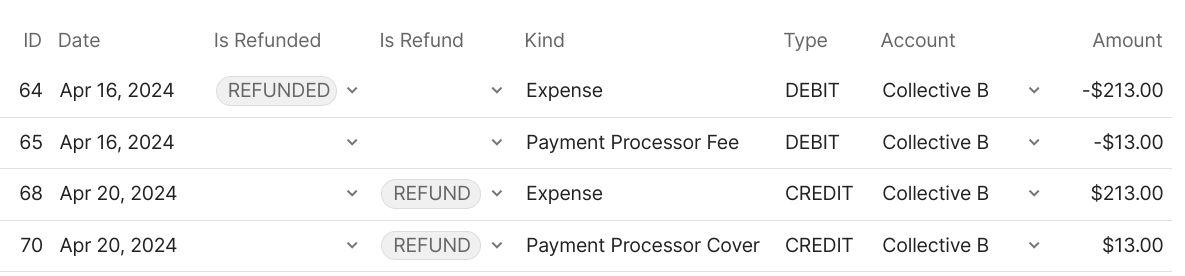 ID Date Is Refunded Is Refund Kind Type Account Amount
64 Apr 16, 2024 REFUNDED Expense DEBIT Collective B -$213.00
65 Apr 16, 2024 Payment Processor Fee DEBIT Collective B -$13.00
68 Apr 20, 2024 REFUND Expense CREDIT Collective B $213.00
70 Apr 20, 2024 REFUND Payment Processor Cover CREDIT Collective B $13.00